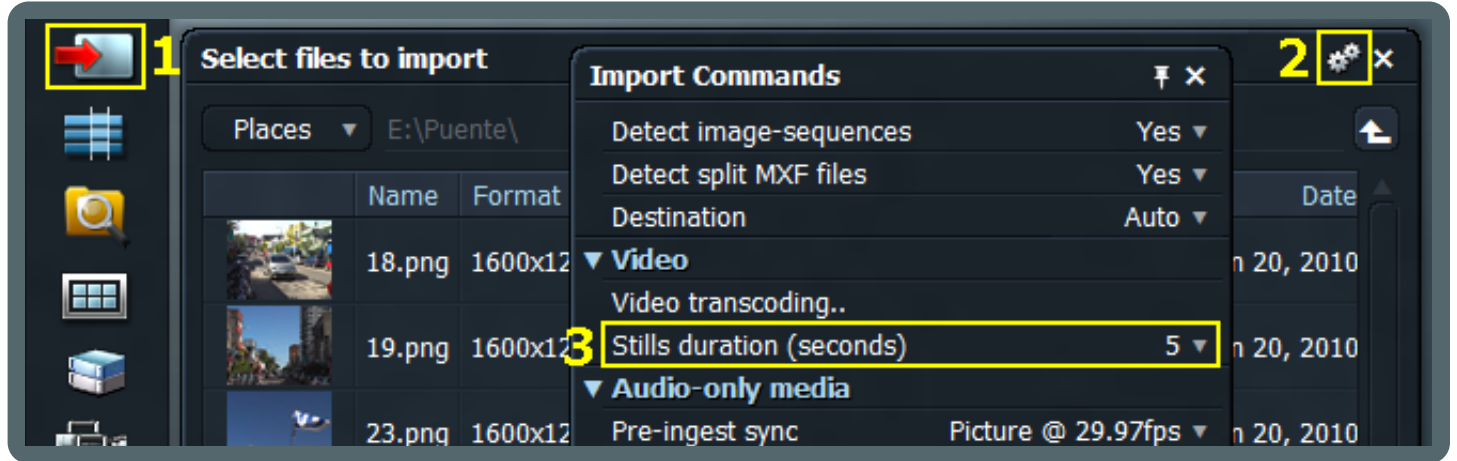 1
Select files to impo
Import Commands
2
Places
E:\Puente\
Detect image-sequences Yes
Detect split MXF files Yes
Name Format
Destination Auto
Date
18.png 1600x12
Video
n 20, 2010
Video transcoding..
19.png 1600x12
3 Stills duration (seconds) 5
n 20, 2010
Audio-only media
23.png 1600x12
Pre-ingest sync Picture @ 29.97fps
n 20, 2010